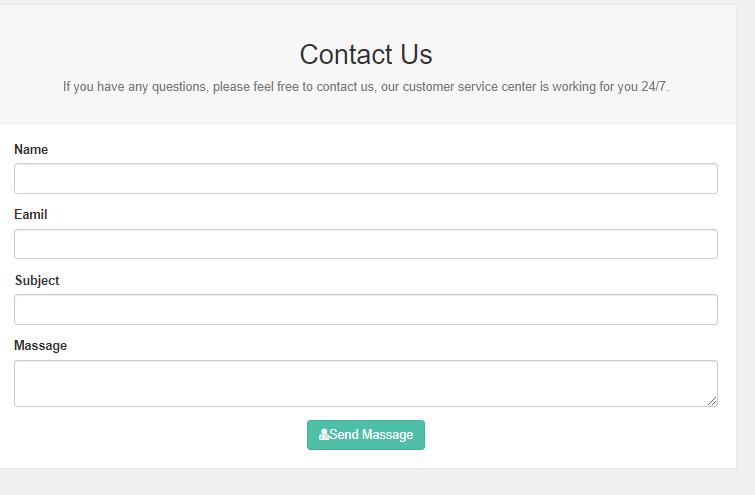 Contact Us
If you have any questions, please feel free to contact us, our customer service center is working for you 24/7.
Name
Eamil
Subject
Massage
Send Massage